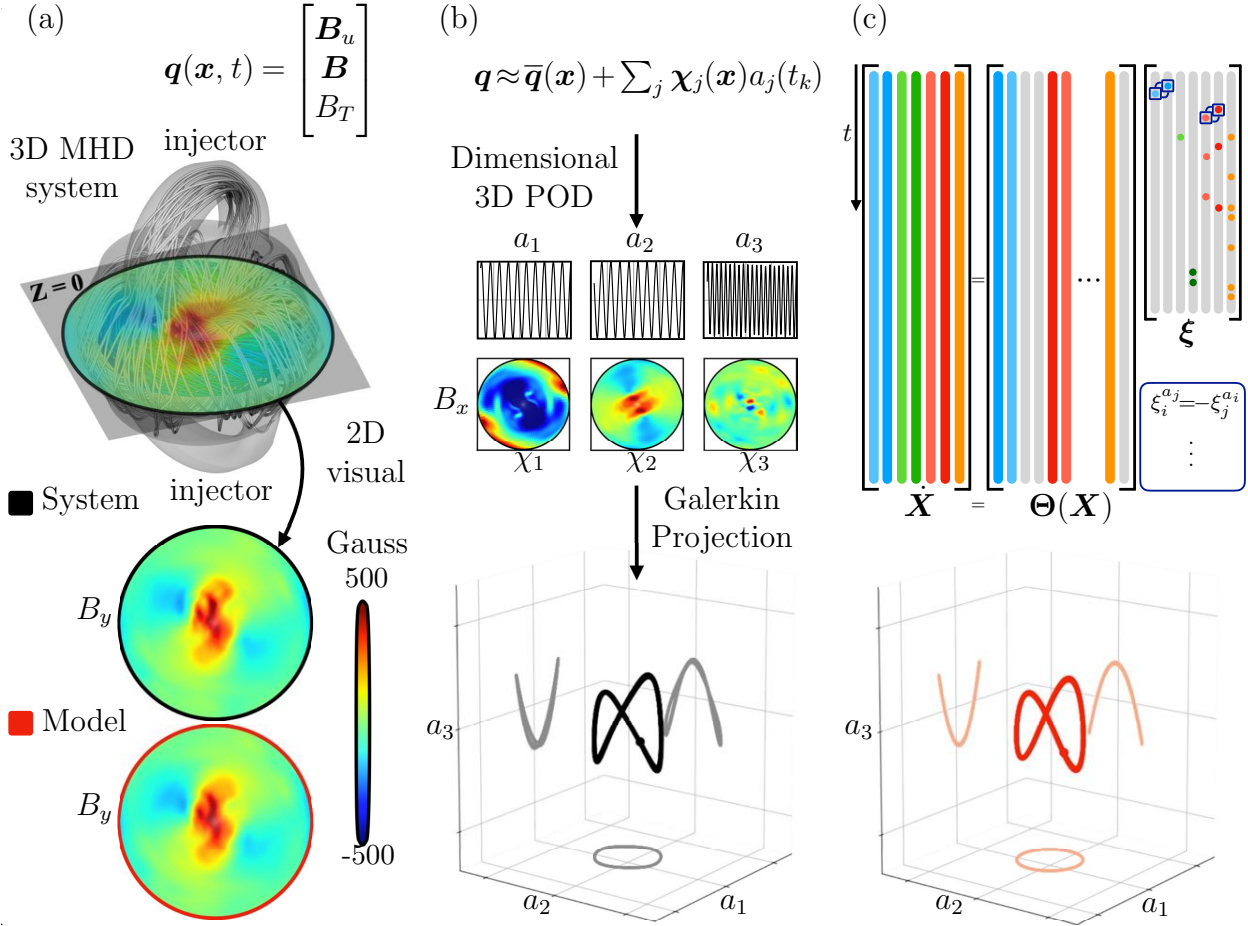 (a)
q(x, t) = [B_u B B_T]
3D MHD
system
injector
Z = 0
injector
2D
visual
System
B_y
Model
B_y
Gauss
500
-500
(b)
q ≈ q̅(x) + ∑_j χ_j(x)a_j(t_k)
Dimensional
3D POD
a_1 a_2 a_3
B_x
χ_1 χ_2 χ_3
Galerkin
Projection
a_3
a_2
a_1
(c)
t
=
...
ξ
ξ_i^{a_j}=-ξ_j^{a_i}
⋮
Ẋ = Θ(X)
a_3
a_2
a_1